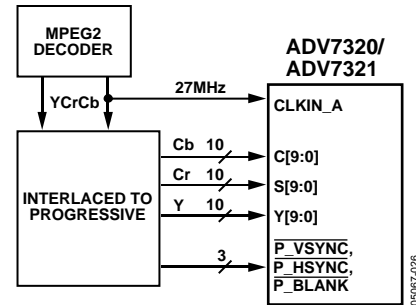 MPEG2
DECODER
ADV7320/
ADV7321
YCrCb
27MHz
CLKIN_A
INTERLACED TO
PROGRESSIVE
Cb 10
C[9:0]
Cr 10
S[9:0]
Y 10
Y[9:0]
3
P_VSYNC,
P_HSYNC,
P_BLANK
05067-026